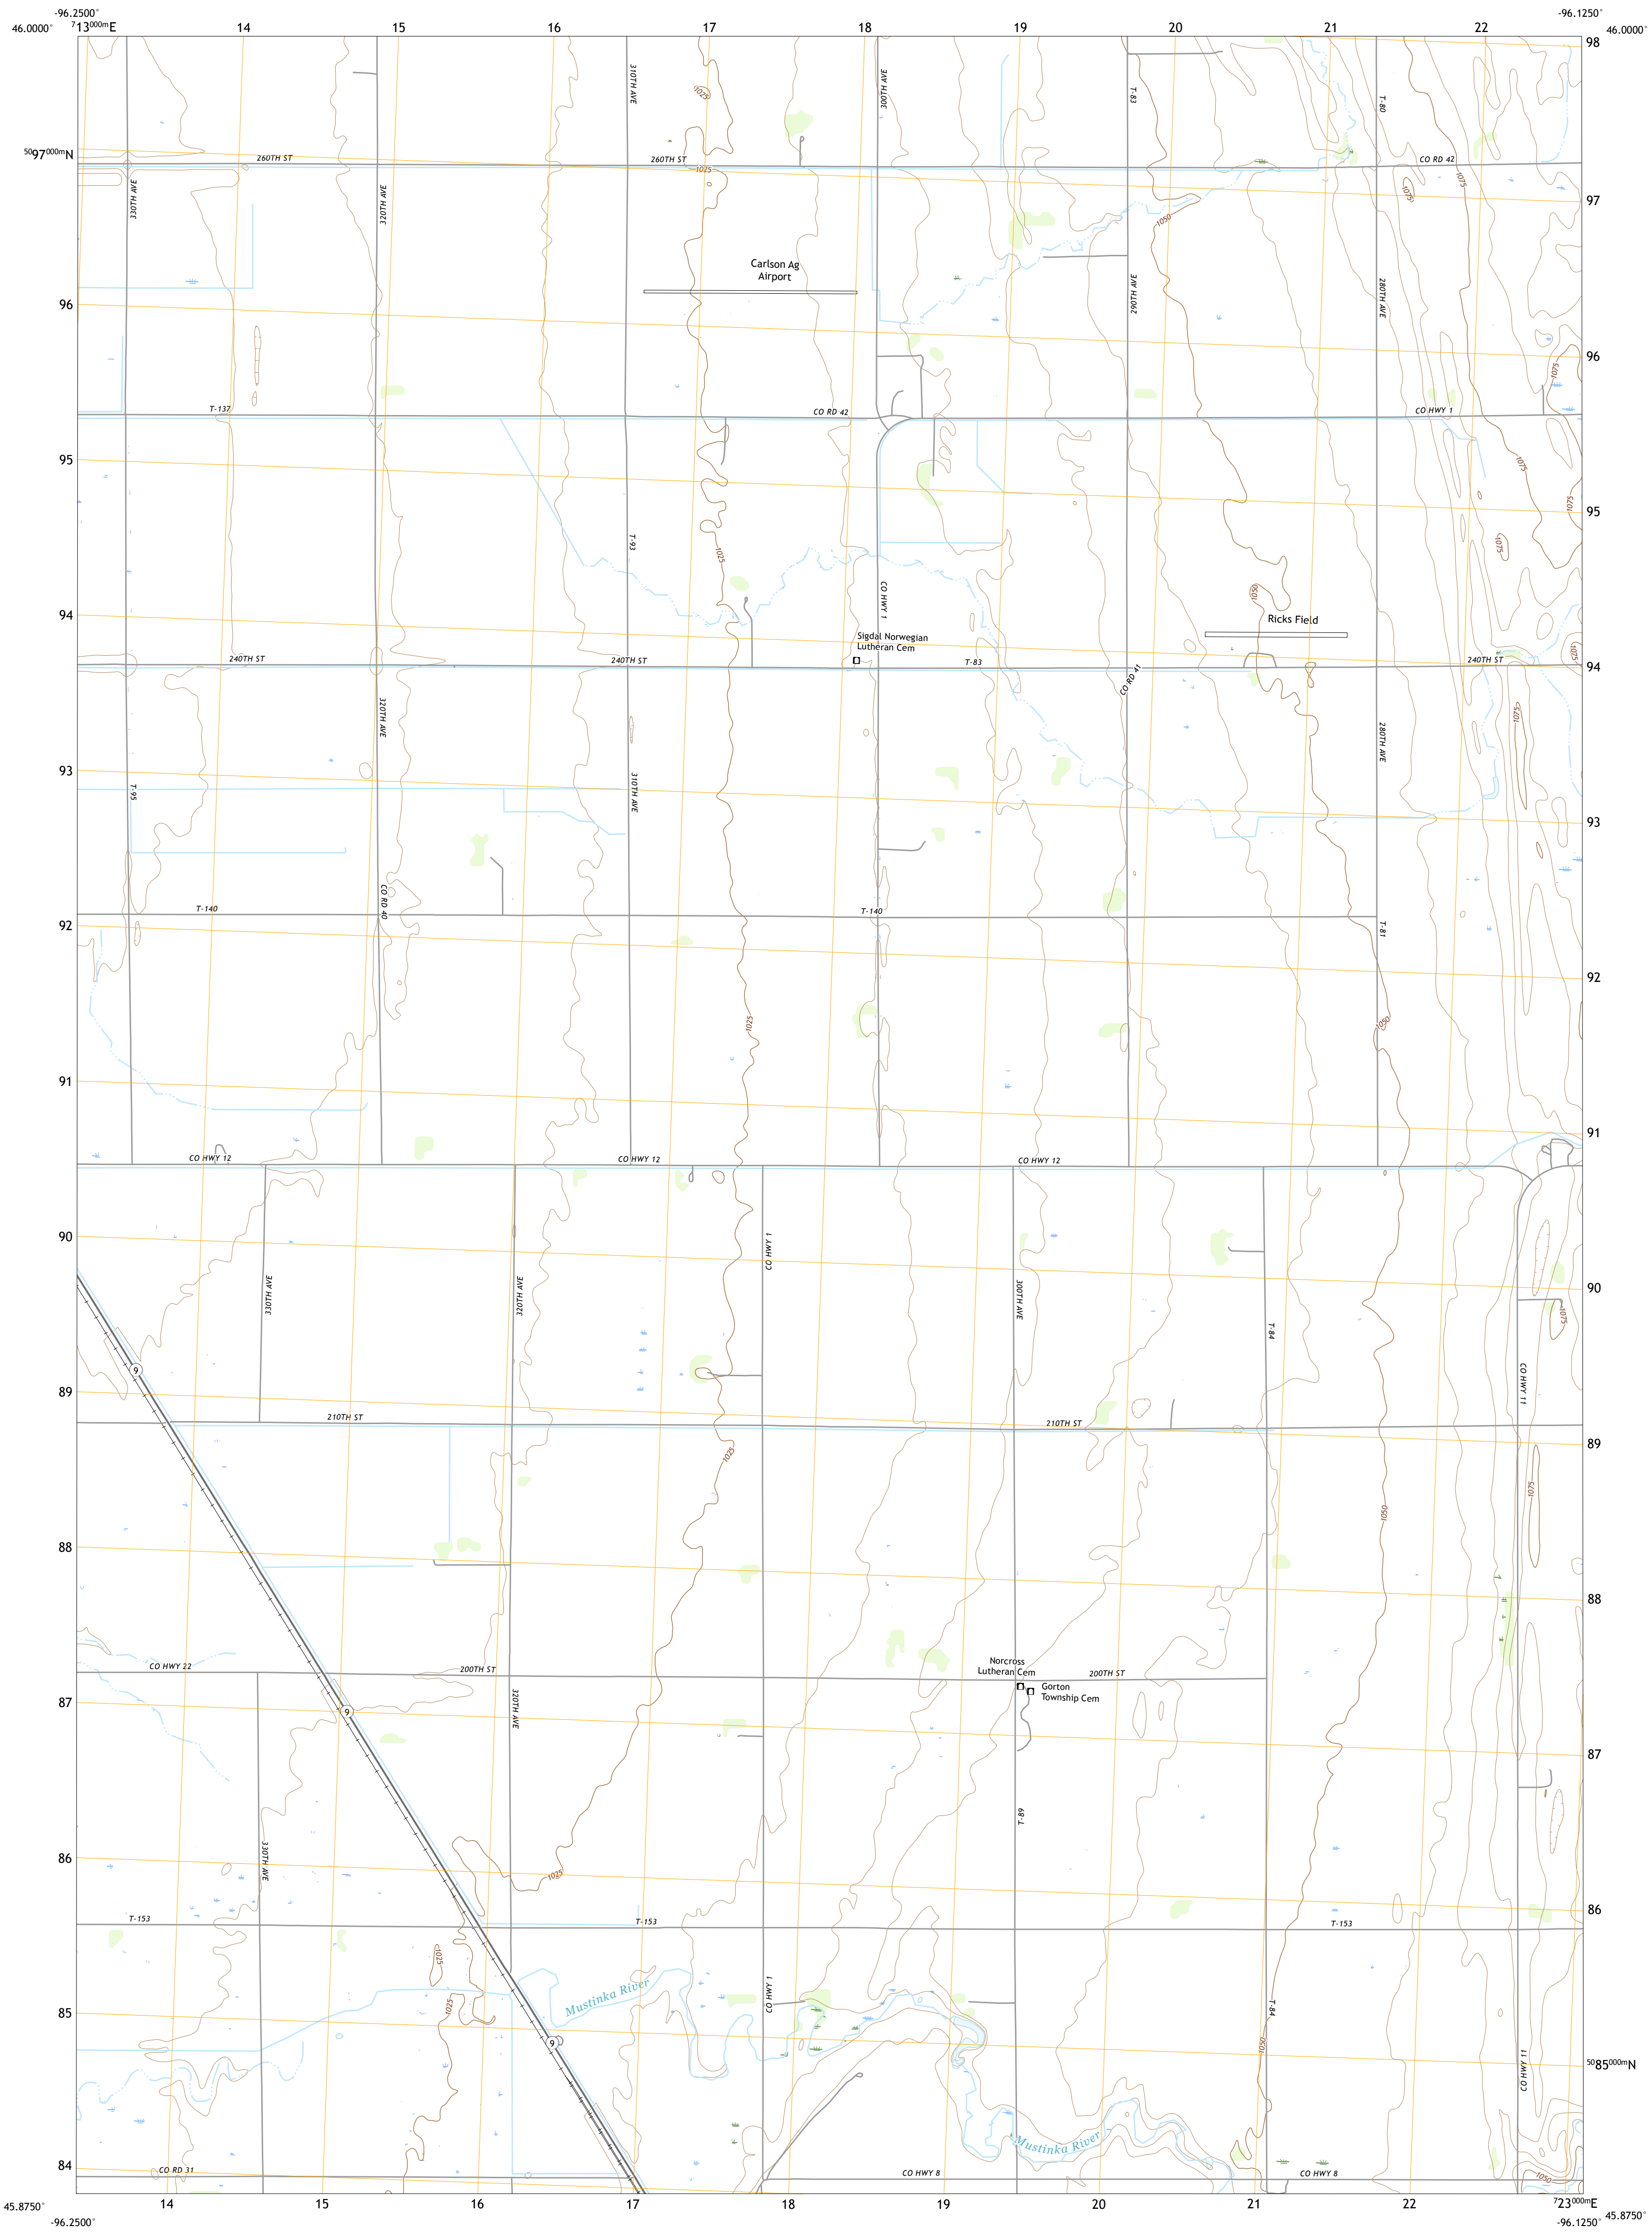 -96.2500°
-96.1250°
46.0000°
⁷13⁰⁰⁰ᵐE
14
15
16
17
18
19
20
21
22
46.0000°
98
310TH AVE
300TH AVE
T-83
T-80
1025
⁵⁰97⁰⁰⁰ᵐN
260TH ST
260TH ST
CO RD 42
1025
1075
1075
97
330TH AVE
320TH AVE
1050
Carlson Ag
Airport
290TH AVE
280TH AVE
96
96
1075
T-137
CO RD 42
CO HWY 1
95
1075
1075
95
T-93
1025
1075
CO HWY 1
1050
94
Ricks Field
Sigdal Norwegian
Lutheran Cem
1075
240TH ST
240TH ST
T-83
240TH ST
94
CO RD 41
320TH AVE
1075
280TH AVE
93
T-95
310TH AVE
93
CO RD 40
T-140
T-140
92
T-81
92
1025
1050
91
91
CO HWY 12
CO HWY 12
CO HWY 12
90
CO HWY 1
90
330TH AVE
320TH AVE
300TH AVE
1075
T-84
9
CO HWY 11
89
210TH ST
210TH ST
89
1025
1075
1050
88
88
CO HWY 22
200TH ST
Norcross
Lutheran Cem
200TH ST
Gorton
Township Cem
87
9
320TH AVE
87
T-89
86
330TH AVE
1025
86
T-153
T-153
T-153
1025
Mustinka River
CO HWY 1
1025
T-84
85
9
1050
⁵⁰85⁰⁰⁰ᵐN
CO HWY 11
Mustinka River
84
CO RD 31
CO HWY 8
CO HWY 8
1050
45.8750°
14
15
16
17
18
19
20
21
22
⁷23⁰⁰⁰ᵐE
45.8750°
-96.2500°
-96.1250°